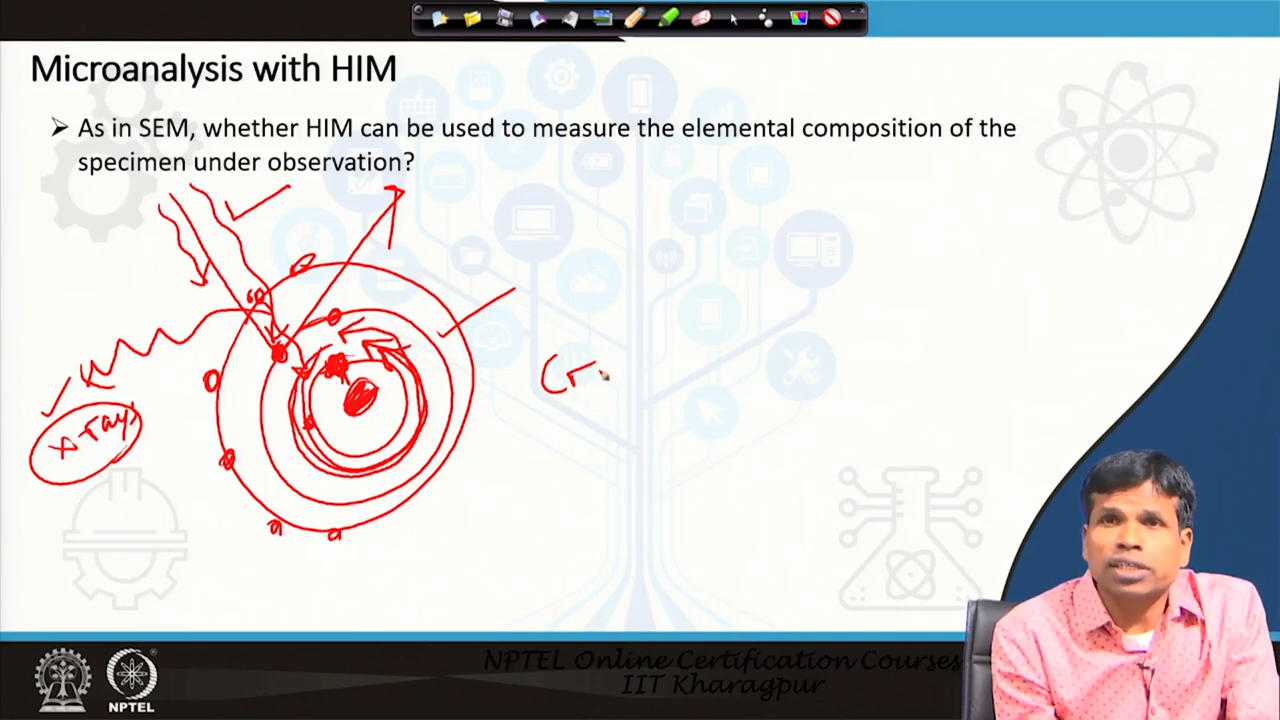 Microanalysis with HIM
➢ As in SEM, whether HIM can be used to measure the elemental composition of the
specimen under observation?
x-rays
Cr
NPTEL Online Certification Courses
IIT Kharagpur
NPTEL